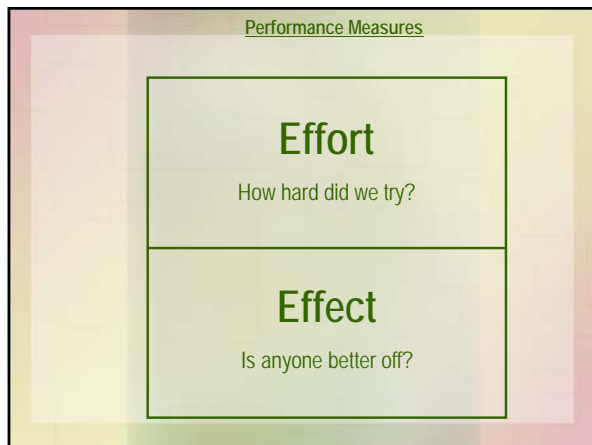 Performance Measures
Effort
How hard did we try?
Effect
Is anyone better off?